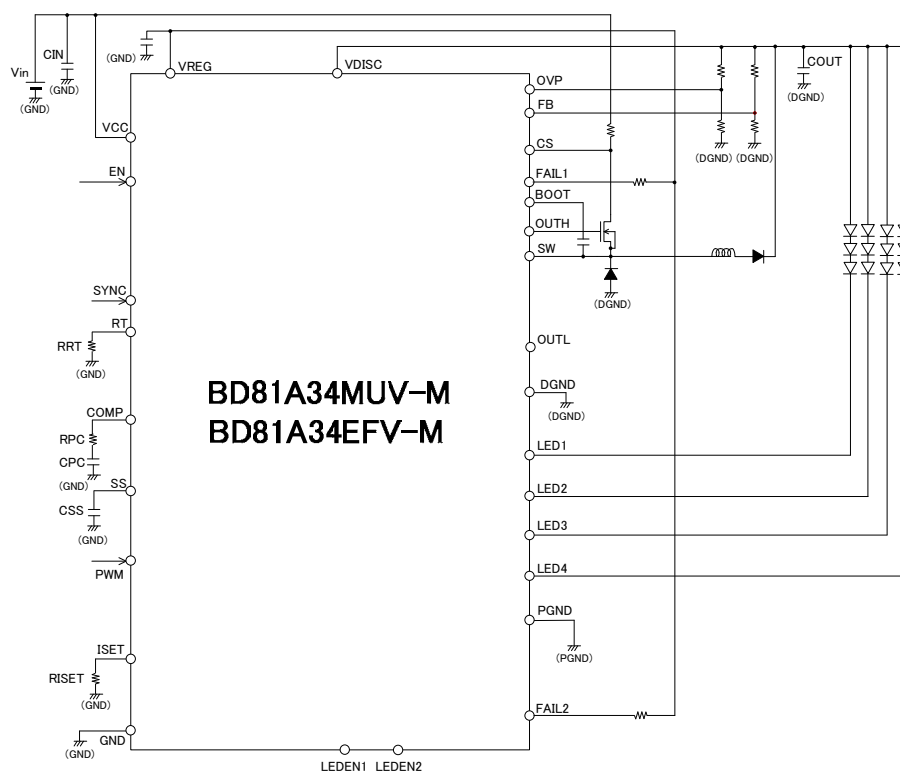 CIN
(GND)
VREG
VDISC
Vin
(GND)
(GND)
COUT
(DGND)
OVP
FB
VCC
CS
(DGND)
(DGND)
EN
FAIL1
BOOT
OUTH
SW
SYNC
(DGND)
RT
RRT
(GND)
OUTL
BD81A34MUV-M
BD81A34EFV-M
DGND
(DGND)
COMP
RPC
CPC
(GND)
LED1
SS
CSS
(GND)
LED2
LED3
PWM
LED4
PGND
(PGND)
ISET
RISET
(GND)
FAIL2
GND
(GND)
LEDEN1
LEDEN2